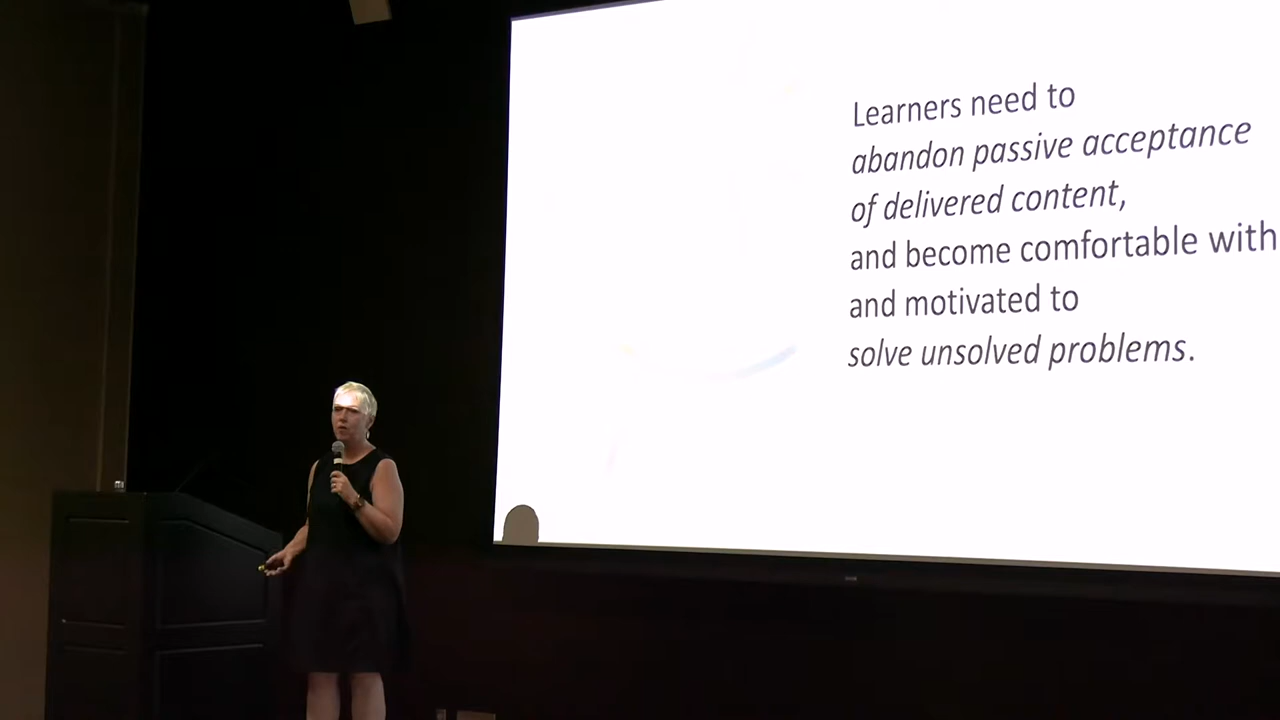 Learners need to
abandon passive acceptance
of delivered content,
and become comfortable with
and motivated to
solve unsolved problems.